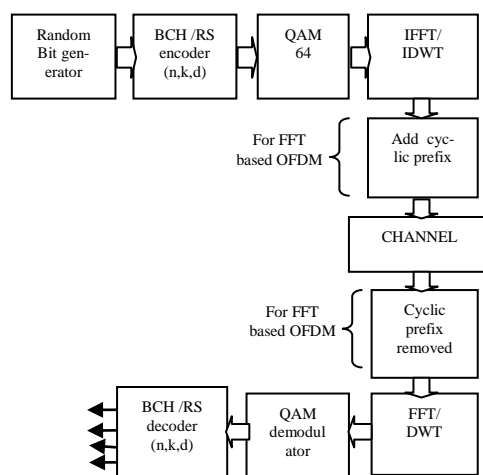 Random
Bit gen-
erator
BCH /RS
encoder
(n,k,d)
QAM
64
IFFT/
IDWT
For FFT
based OFDM
Add cyc-
lic prefix
CHANNEL
For FFT
based OFDM
Cyclic
prefix
removed
BCH /RS
decoder
(n,k,d)
QAM
demodul
ator
FFT/
DWT